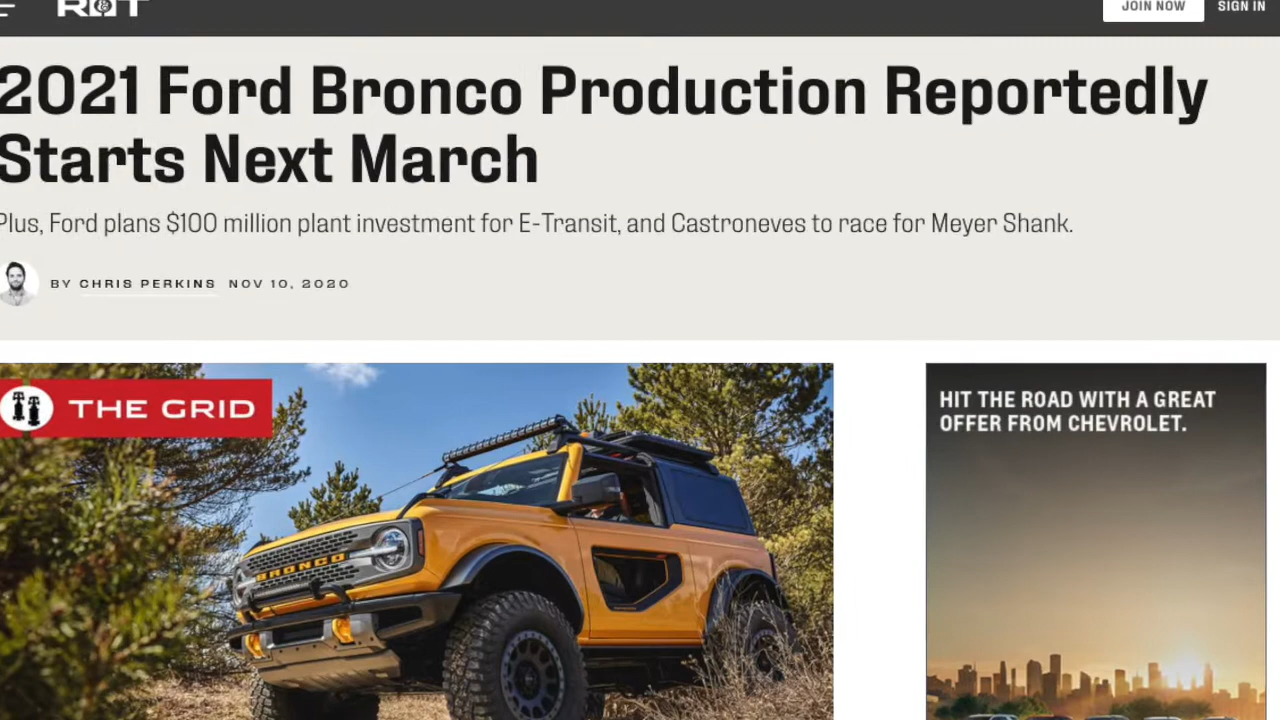 R&T
JOIN NOW
SIGN IN
2021 Ford Bronco Production Reportedly
Starts Next March
Plus, Ford plans $100 million plant investment for E-Transit, and Castroneves to race for Meyer Shank.
BY CHRIS PERKINS NOV 10, 2020
THE GRID
BRONCO
HIT THE ROAD WITH A GREAT
OFFER FROM CHEVROLET.